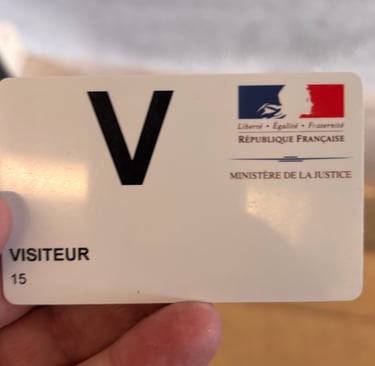 V
Liberté • Égalité • Fraternité
RÉPUBLIQUE FRANÇAISE
MINISTÈRE DE LA JUSTICE
VISITEUR
15